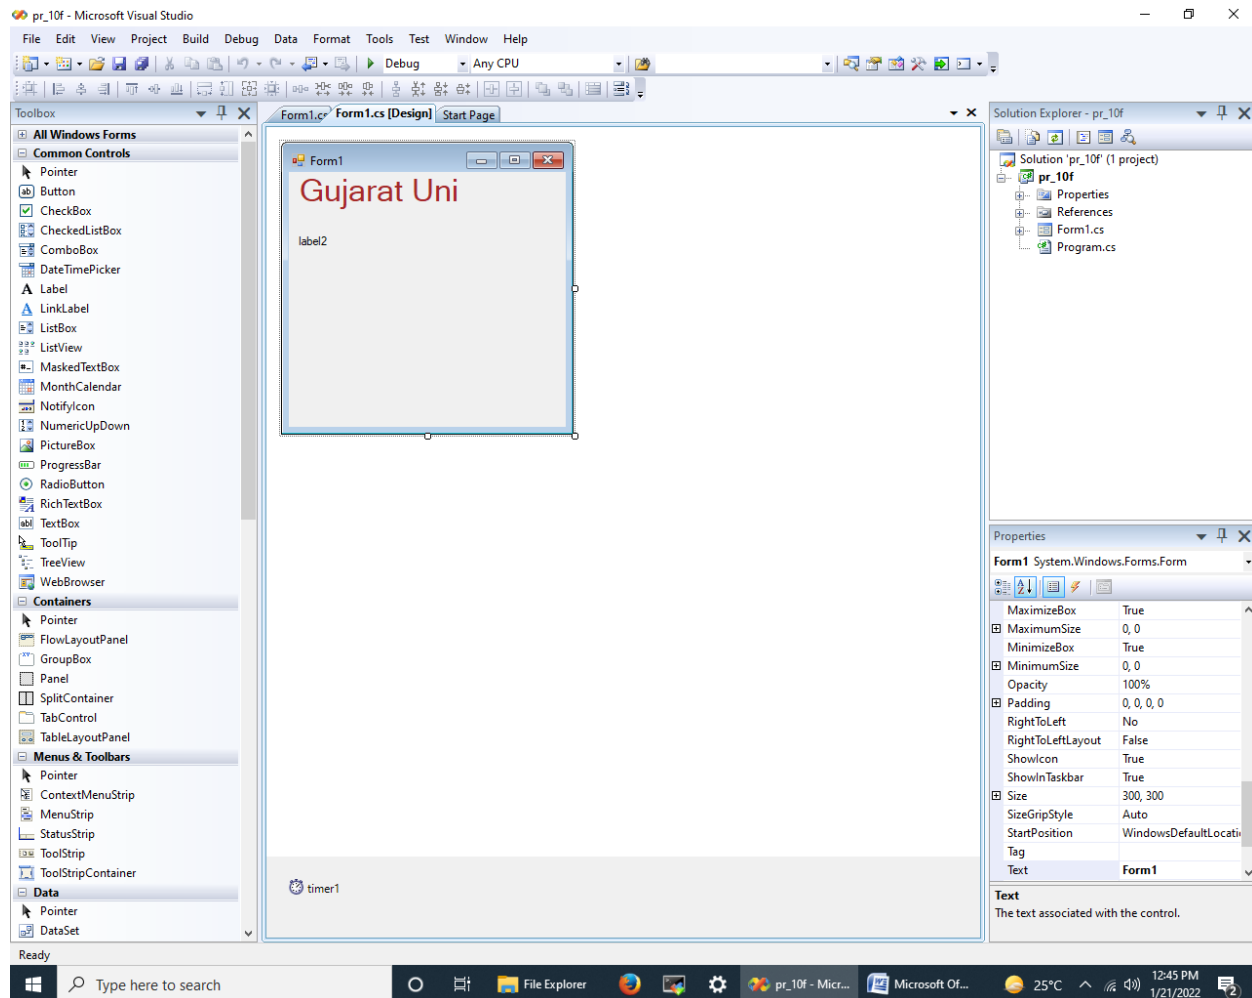 pr_10f - Microsoft Visual Studio
File Edit View Project Build Debug Data Format Tools Test Window Help
Debug Any CPU
Toolbox
All Windows Forms
Common Controls
Pointer
Button
CheckBox
CheckedListBox
ComboBox
DateTimePicker
Label
LinkLabel
ListBox
ListView
MaskedTextBox
MonthCalendar
NotifyIcon
NumericUpDown
PictureBox
ProgressBar
RadioButton
RichTextBox
TextBox
ToolTip
TreeView
WebBrowser
Containers
Pointer
FlowLayoutPanel
GroupBox
Panel
SplitContainer
TabControl
TableLayoutPanel
Menus & Toolbars
Pointer
ContextMenuStrip
MenuStrip
StatusStrip
ToolStrip
ToolStripContainer
Data
Pointer
DataSet
Form1.cs Form1.cs [Design] Start Page
Form1
Gujarat Uni
label2
timer1
Solution Explorer - pr_10f
Solution 'pr_10f' (1 project)
pr_10f
Properties
References
Form1.cs
Program.cs
Properties
Form1 System.Windows.Forms.Form
MaximizeBox True
MaximumSize 0, 0
MinimizeBox True
MinimumSize 0, 0
Opacity 100%
Padding 0, 0, 0, 0
RightToLeft No
RightToLeftLayout False
ShowIcon True
ShowInTaskbar True
Size 300, 300
SizeGripStyle Auto
StartPosition WindowsDefaultLocati
Tag
Text Form1
Text
The text associated with the control.
Ready
Type here to search
File Explorer
pr_10f - Micr...
Microsoft Of...
25°C
12:45 PM
1/21/2022
2